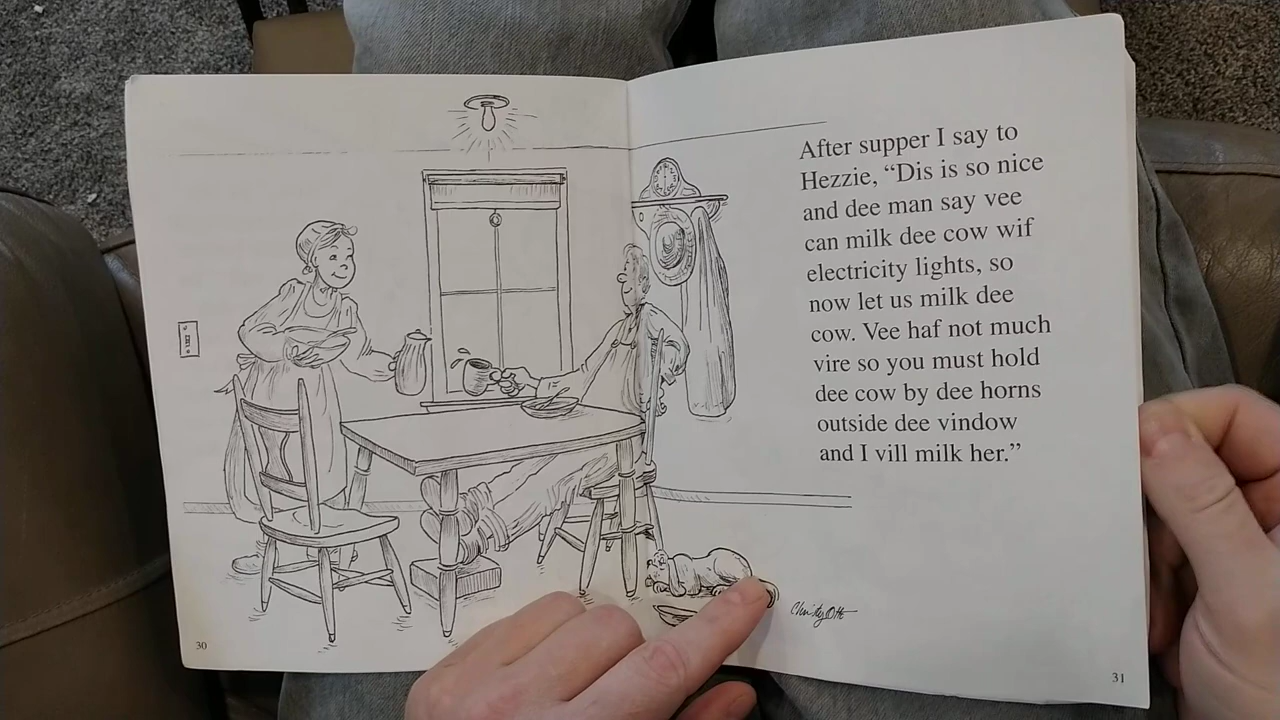 After supper I say to
Hezzie, “Dis is so nice
and dee man say vee
can milk dee cow wif
electricity lights, so
now let us milk dee
cow. Vee haf not much
vire so you must hold
dee cow by dee horns
outside dee vindow
and I vill milk her.”
30
31